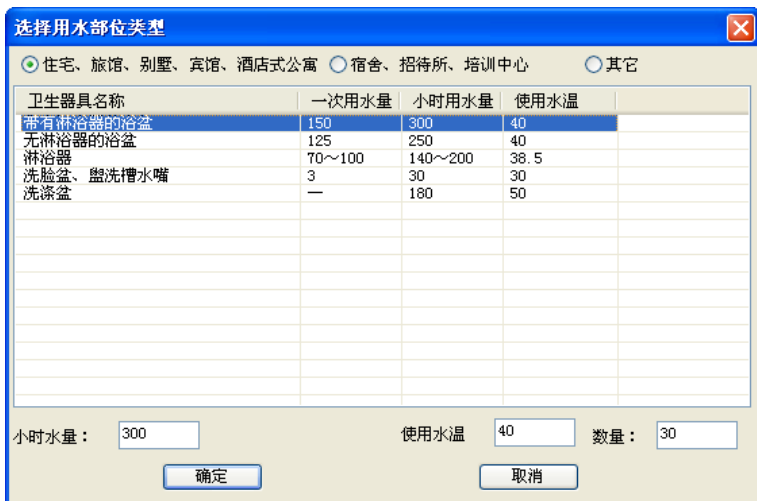 选择用水部位类型
住宅、旅馆、别墅、宾馆、酒店式公寓 宿舍、招待所、培训中心 其它
卫生器具名称 一次用水量 小时用水量 使用水温
带有淋浴器的浴盆 150 300 40
无淋浴器的浴盆 125 250 40
淋浴器 70～100 140～200 38.5
洗脸盆、盥洗槽水嘴 3 30 30
洗涤盆 — 180 50
小时水量： 300 使用水温 40 数量： 30
确定 取消